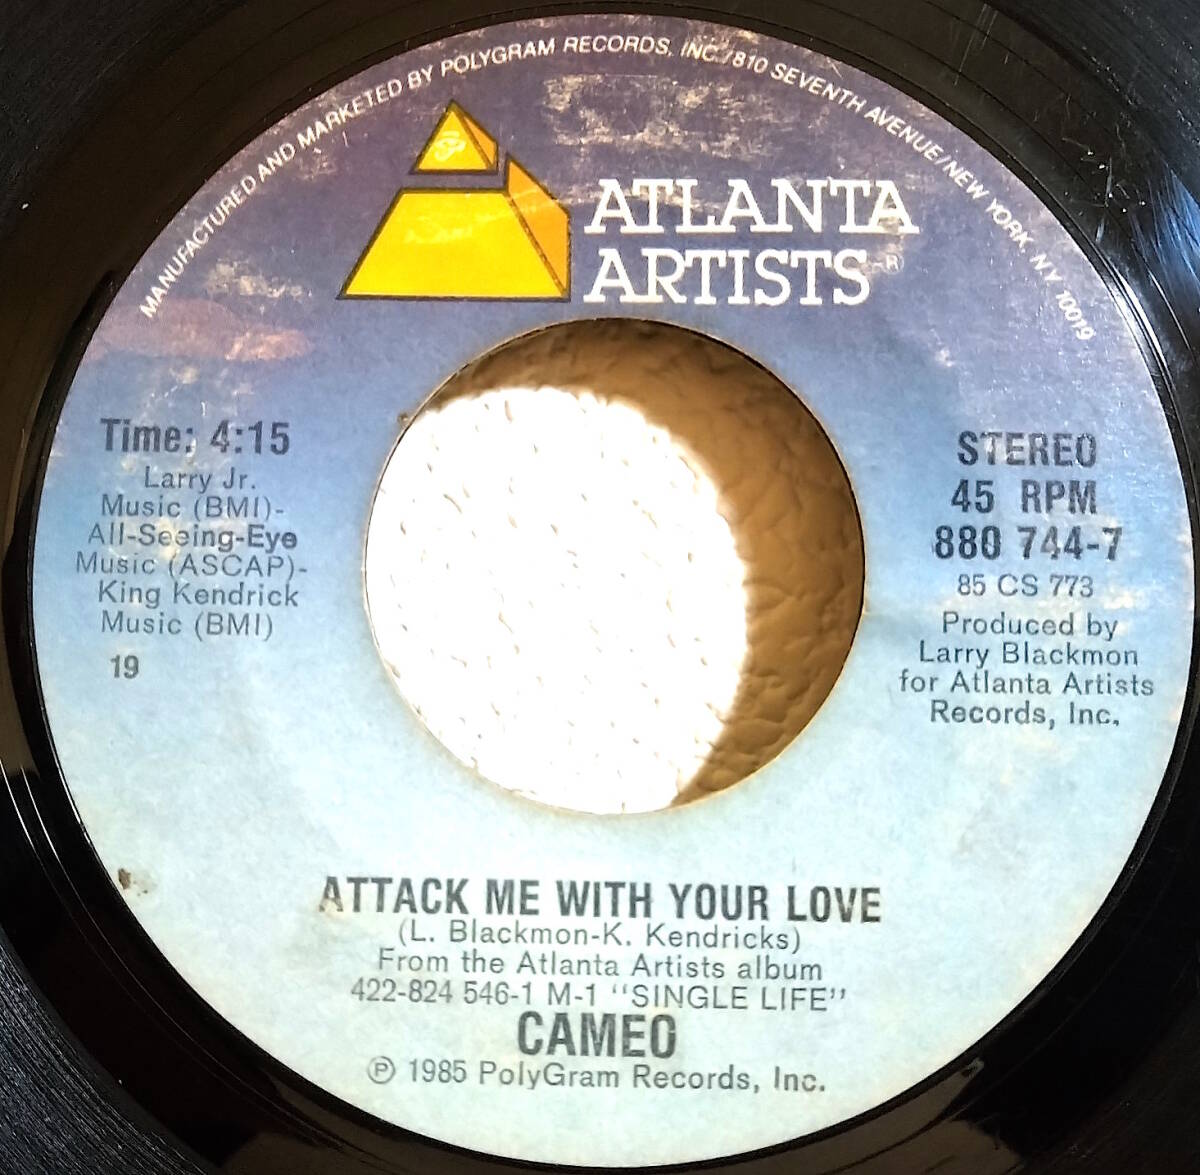 MANUFACTURED AND MARKETED BY POLYGRAM RECORDS, INC./810 SEVENTH AVENUE/NEW YORK, NY 10019
ATLANTA
ARTISTS®
Time: 4:15
Larry Jr.
Music (BMI)-
All-Seeing-Eye
Music (ASCAP)-
King Kendrick
Music (BMI)
19
STEREO
45 RPM
880 744-7
85 CS 773
Produced by
Larry Blackmon
for Atlanta Artists
Records, Inc.
ATTACK ME WITH YOUR LOVE
(L. Blackmon-K. Kendricks)
From the Atlanta Artists album
422-824 546-1 M-1 "SINGLE LIFE"
CAMEO
℗ 1985 PolyGram Records, Inc.